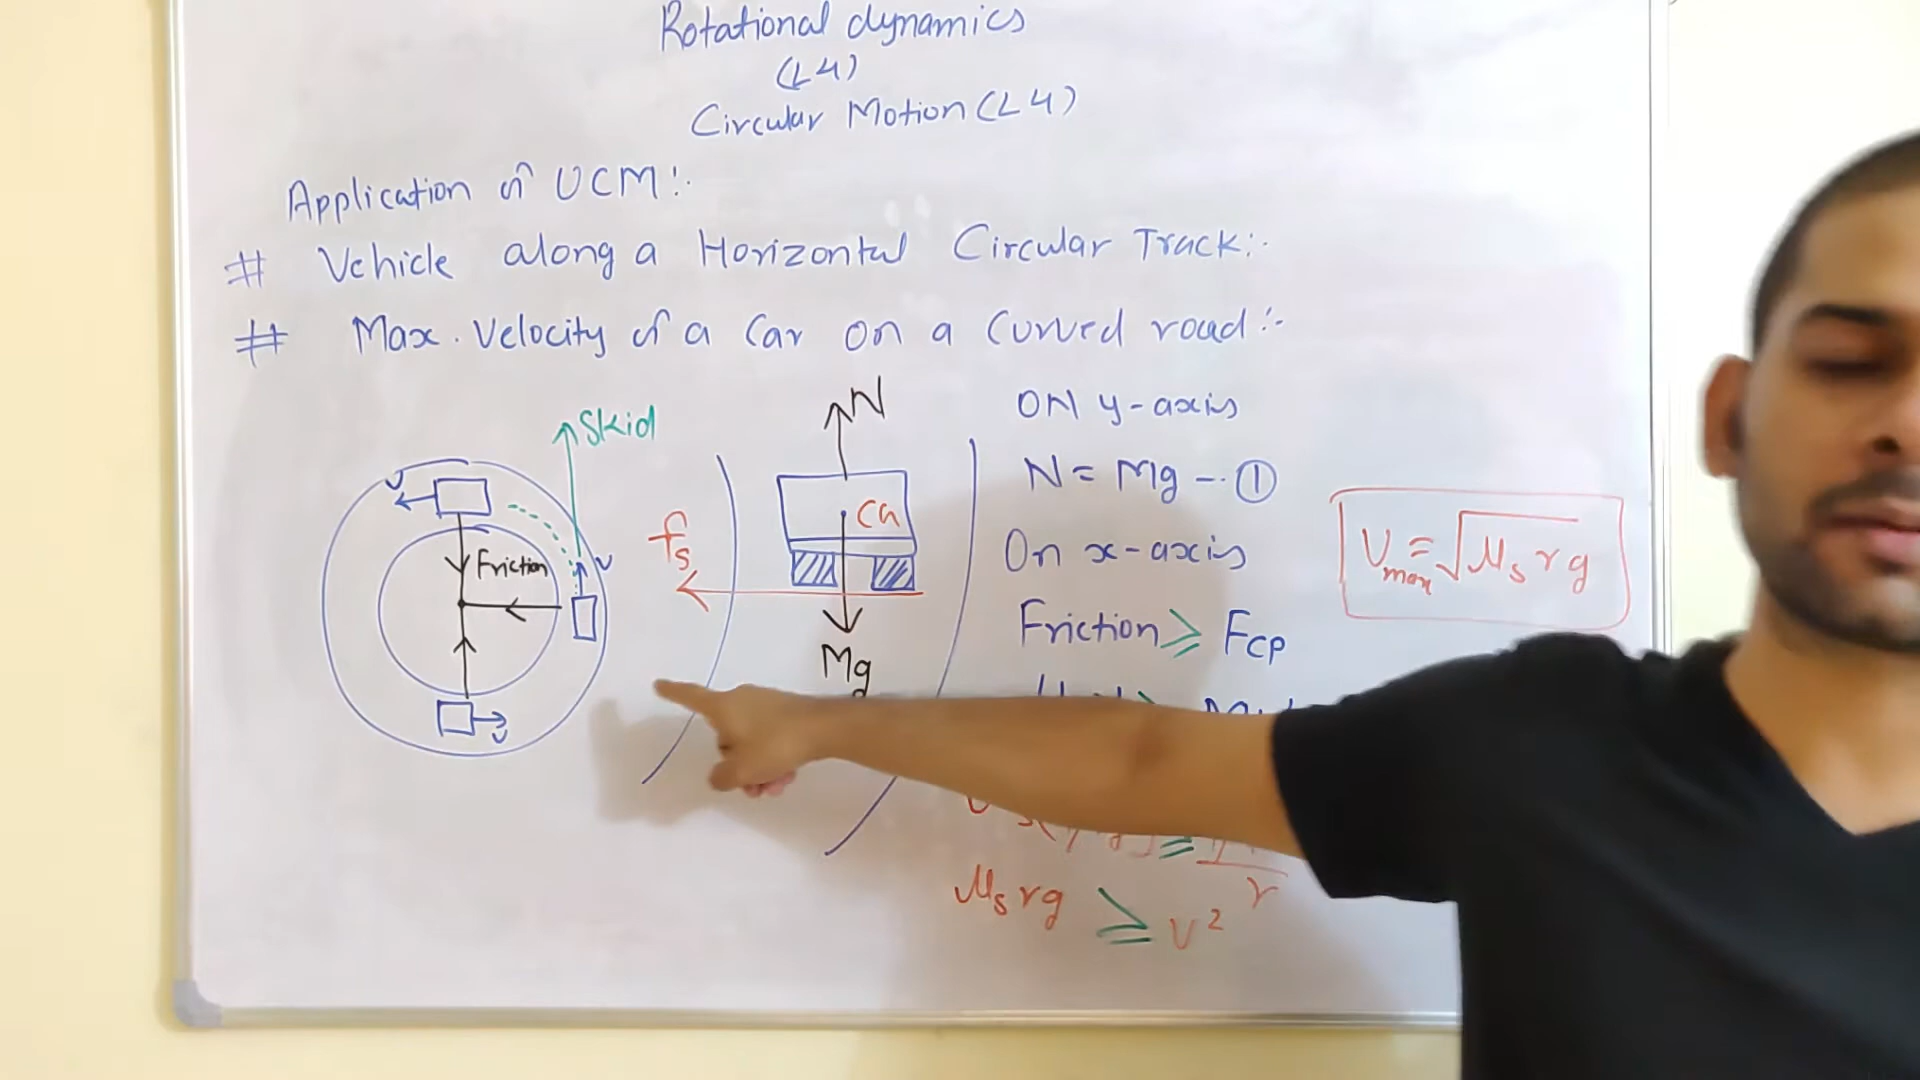 Rotational dynamics
(L4)
Circular Motion (L4)
Application of UCM:-
# Vehicle along a Horizontal Circular Track:-
# Max. Velocity of a Car on a Curved road:-
Skid
v
Friction
v
v
fs
N
Mg
ON y-axis
N = Mg -- ①
On x-axis
Friction ⩾ Fcp
r
μs r g ≥ v²
Vmax = √μs r g